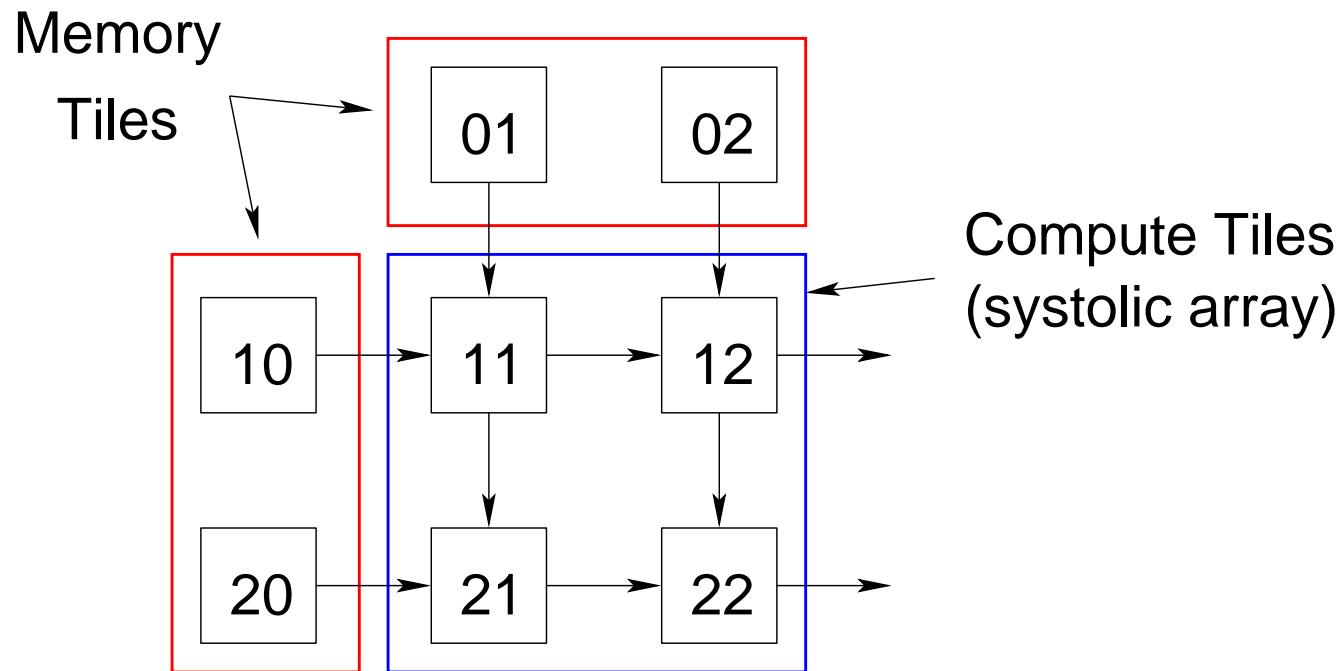 Memory
Tiles
01 02
Compute Tiles
(systolic array)
10 11 12
20 21 22